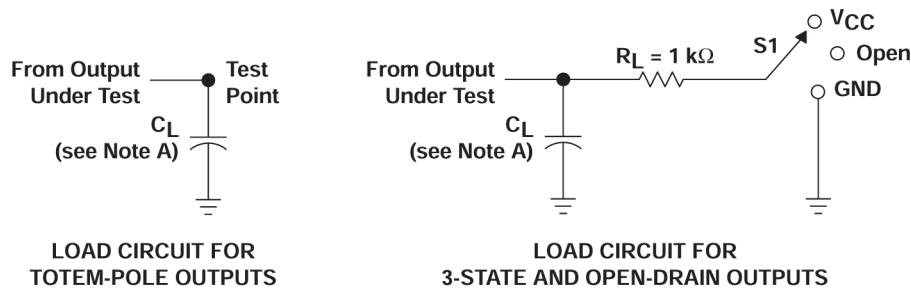 From Output
Under Test
Test
Point
CL
(see Note A)
LOAD CIRCUIT FOR
TOTEM-POLE OUTPUTS
From Output
Under Test
RL = 1 kΩ
S1
VCC
Open
GND
CL
(see Note A)
LOAD CIRCUIT FOR
3-STATE AND OPEN-DRAIN OUTPUTS